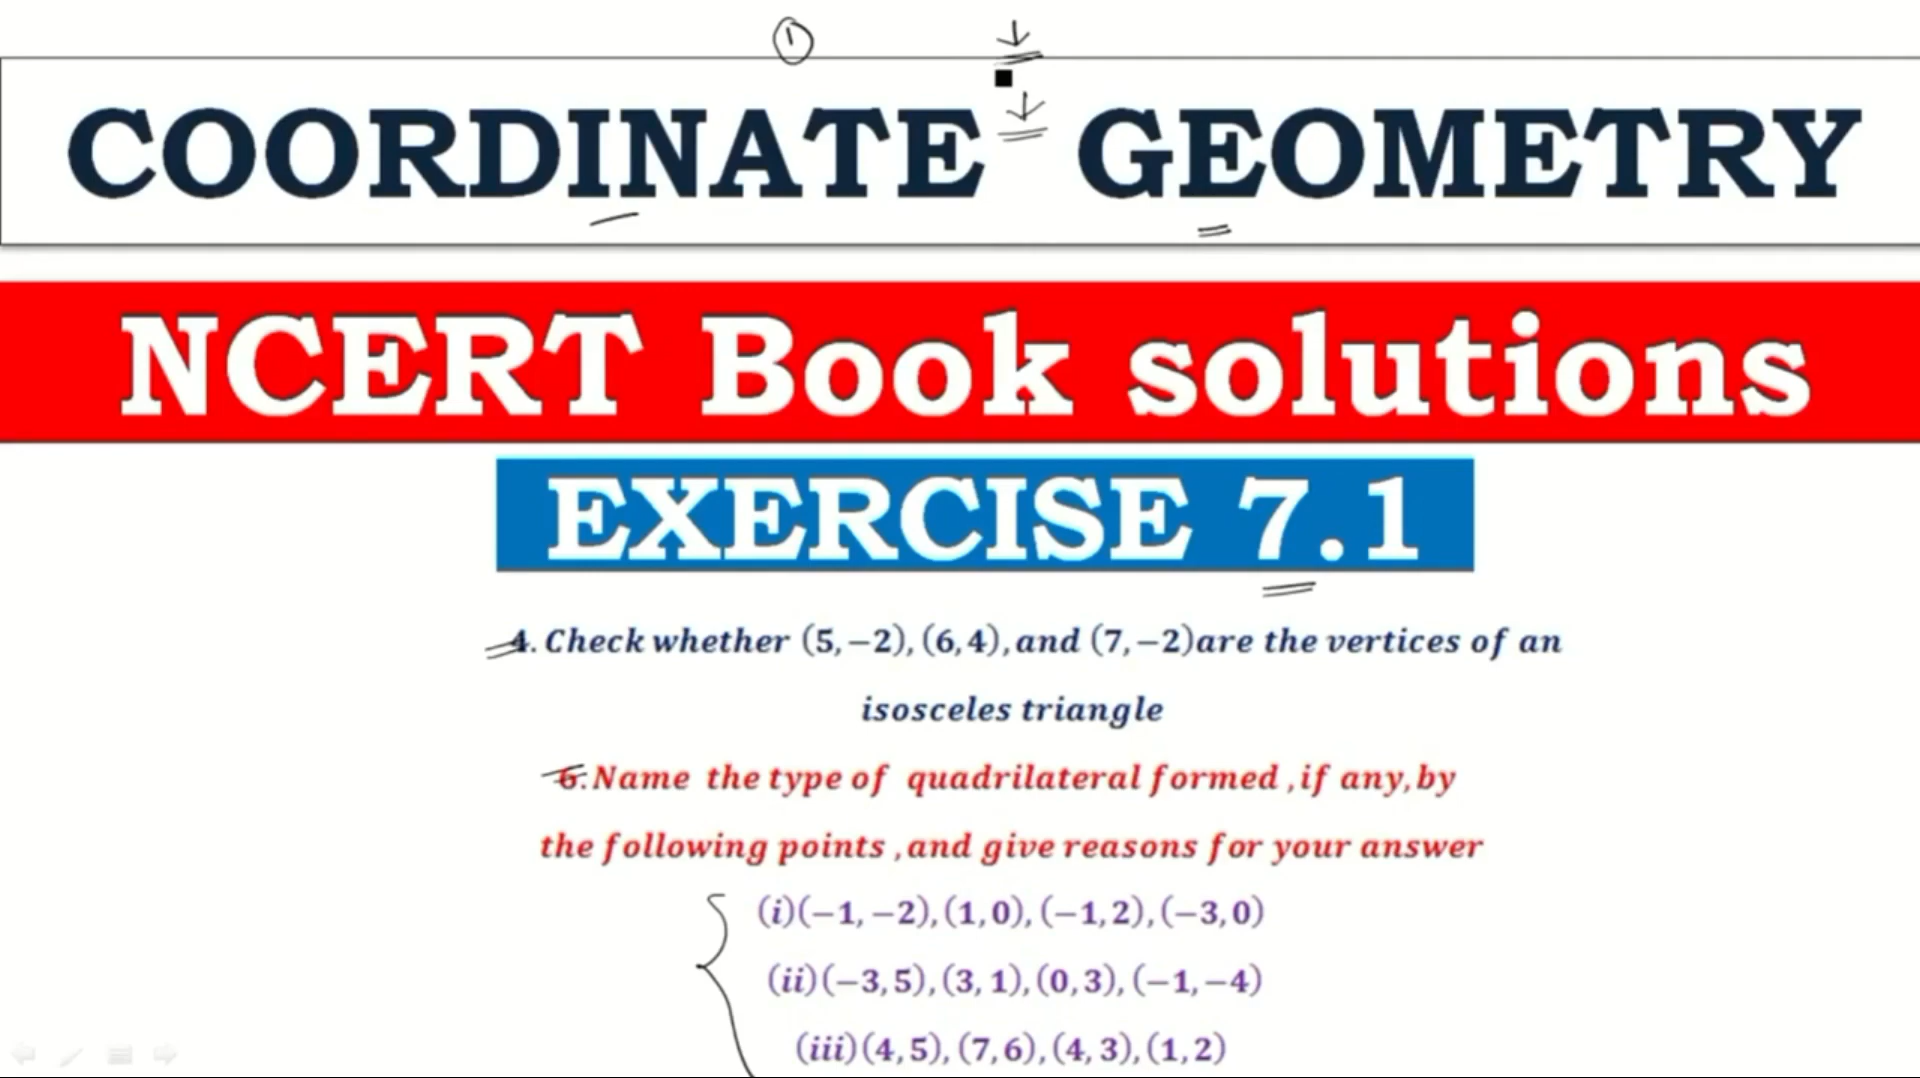 ①
COORDINATE GEOMETRY
NCERT Book solutions
EXERCISE 7.1
4. Check whether (5,−2),(6,4),and (7,−2)are the vertices of an
isosceles triangle
6.Name the type of quadrilateral formed ,if any,by
the following points ,and give reasons for your answer
(i)(−1,−2),(1,0),(−1,2),(−3,0)
(ii)(−3,5),(3,1),(0,3),(−1,−4)
(iii)(4,5),(7,6),(4,3),(1,2)